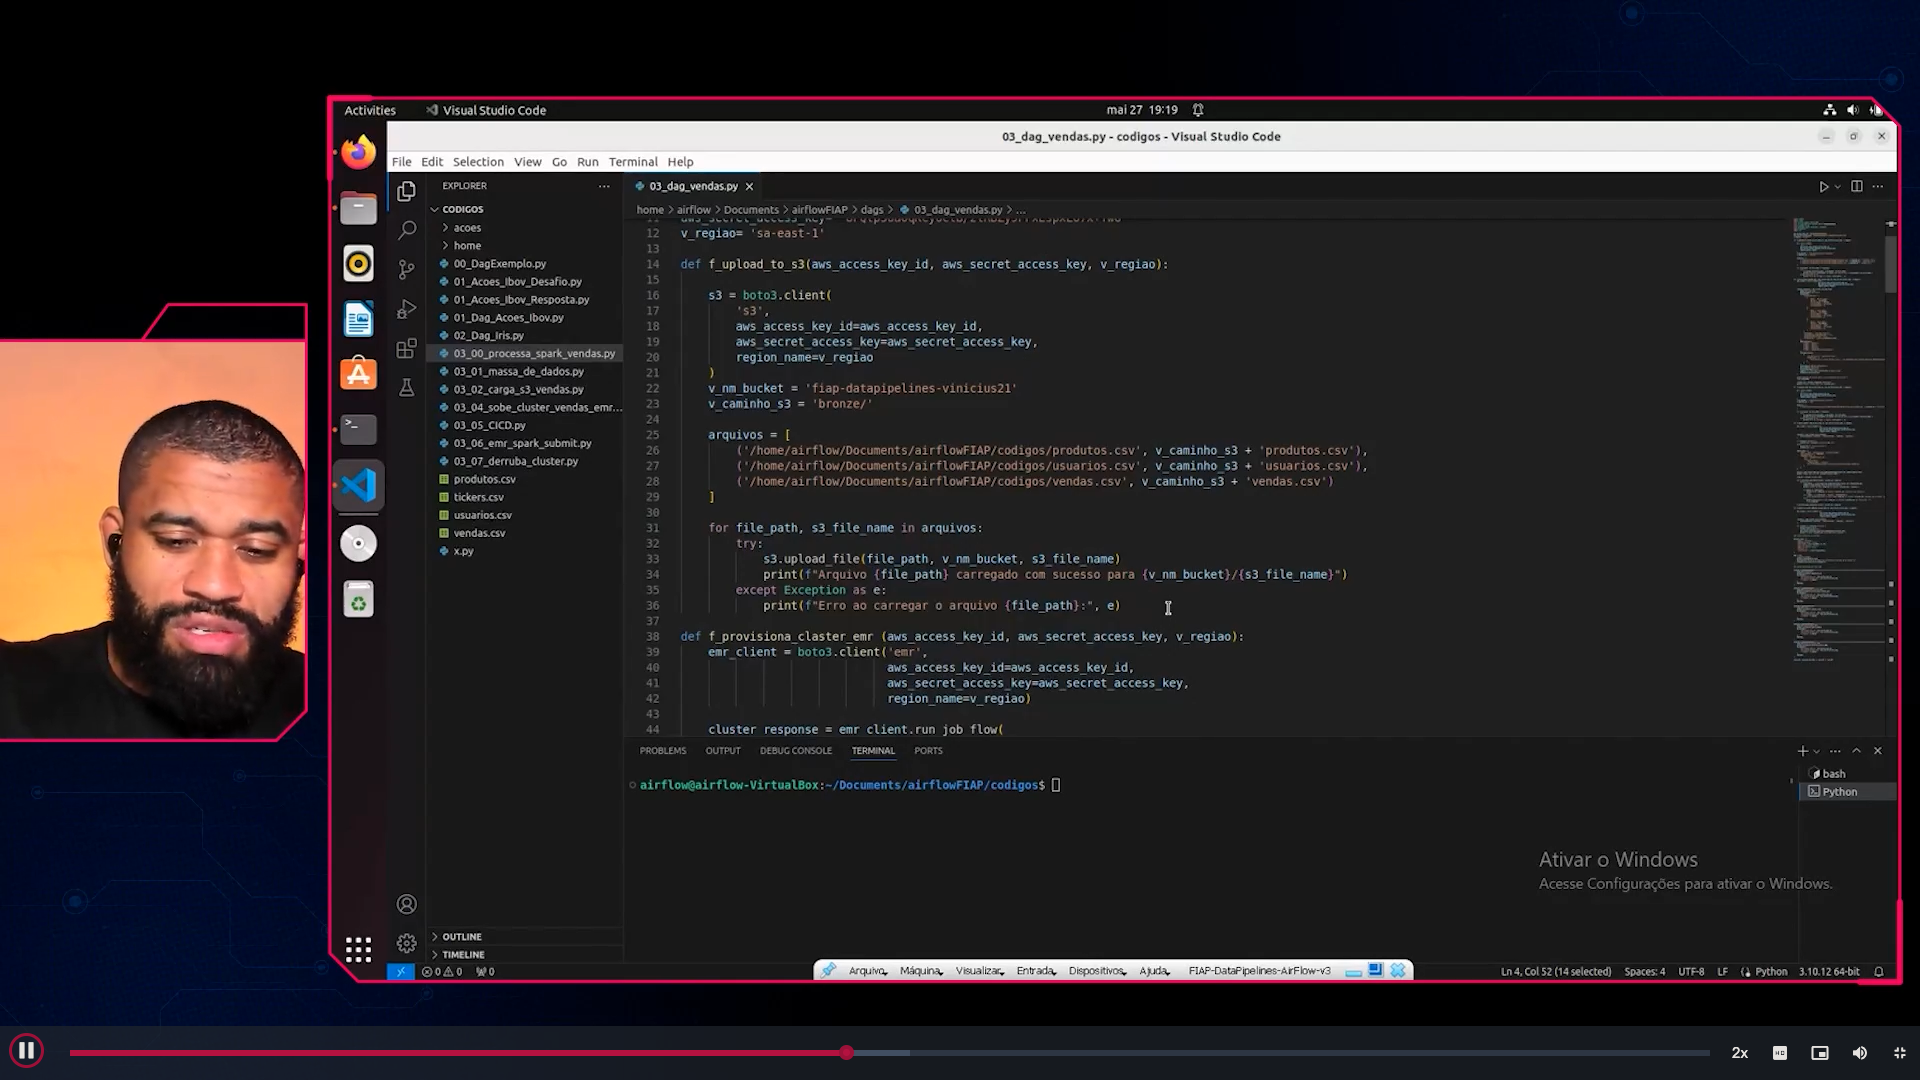 Activities
Visual Studio Code
mai 27 19:19
03_dag_vendas.py - codigos - Visual Studio Code
File Edit Selection View Go Run Terminal Help
EXPLORER
CODIGOS
acoes
home
00_DagExemplo.py
01_Acoes_Ibov_Desafio.py
01_Acoes_Ibov_Resposta.py
01_Dag_Acoes_Ibov.py
02_Dag_Iris.py
03_00_processa_spark_vendas.py
03_01_massa_de_dados.py
03_02_carga_s3_vendas.py
03_04_sobe_cluster_vendas_emr...
03_05_CICD.py
03_06_emr_spark_submit.py
03_07_derruba_cluster.py
produtos.csv
tickers.csv
usuarios.csv
vendas.csv
x.py
OUTLINE
TIMELINE
03_dag_vendas.py
home > airflow > Documents > airflowFIAP > dags > 03_dag_vendas.py > ...
12 v_regiao= 'sa-east-1'
13
14 def f_upload_to_s3(aws_access_key_id, aws_secret_access_key, v_regiao):
15
16 s3 = boto3.client(
17 's3',
18 aws_access_key_id=aws_access_key_id,
19 aws_secret_access_key=aws_secret_access_key,
20 region_name=v_regiao
21 )
22 v_nm_bucket = 'fiap-datapipelines-vinicius21'
23 v_caminho_s3 = 'bronze/'
24
25 arquivos = [
26 ('/home/airflow/Documents/airflowFIAP/codigos/produtos.csv', v_caminho_s3 + 'produtos.csv'),
27 ('/home/airflow/Documents/airflowFIAP/codigos/usuarios.csv', v_caminho_s3 + 'usuarios.csv'),
28 ('/home/airflow/Documents/airflowFIAP/codigos/vendas.csv', v_caminho_s3 + 'vendas.csv')
29 ]
30
31 for file_path, s3_file_name in arquivos:
32 try:
33 s3.upload_file(file_path, v_nm_bucket, s3_file_name)
34 print(f"Arquivo {file_path} carregado com sucesso para {v_nm_bucket}/{s3_file_name}")
35 except Exception as e:
36 print(f"Erro ao carregar o arquivo {file_path}:", e)
37
38 def f_provisiona_claster_emr (aws_access_key_id, aws_secret_access_key, v_regiao):
39 emr_client = boto3.client('emr',
40 aws_access_key_id=aws_access_key_id,
41 aws_secret_access_key=aws_secret_access_key,
42 region_name=v_regiao)
43
44 cluster_response = emr_client.run_job_flow(
PROBLEMS OUTPUT DEBUG CONSOLE TERMINAL PORTS
airflow@airflow-VirtualBox:~/Documents/airflowFIAP/codigos$
bash
Python
Ativar o Windows
Acesse Configurações para ativar o Windows.
0 0 0
Arquivo Máquina Visualizar Entrada Dispositivos Ajuda FIAP-DataPipelines-AirFlow-v3
Ln 4, Col 52 (14 selected) Spaces: 4 UTF-8 LF Python 3.10.12 64-bit
2x
HD